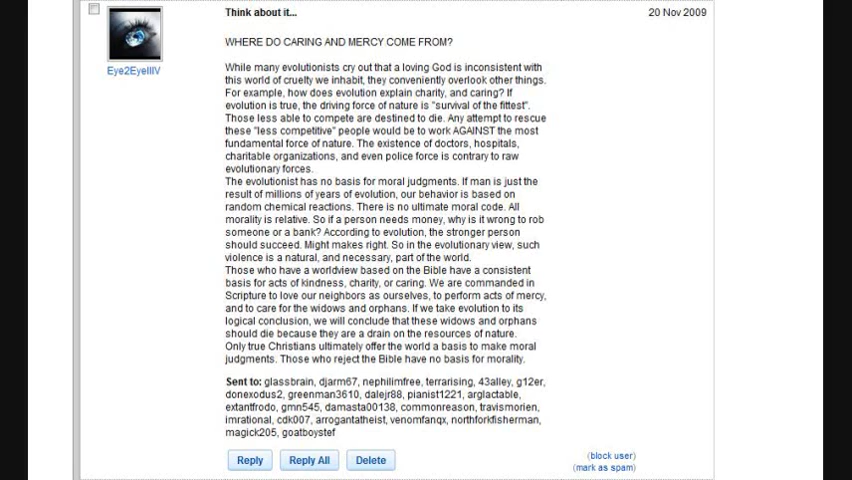 Think about it...
20 Nov 2009
Eye2EyeIIIV
WHERE DO CARING AND MERCY COME FROM?
While many evolutionists cry out that a loving God is inconsistent with
this world of cruelty we inhabit, they conveniently overlook other things.
For example, how does evolution explain charity, and caring? If
evolution is true, the driving force of nature is "survival of the fittest".
Those less able to compete are destined to die. Any attempt to rescue
these "less competitive" people would be to work AGAINST the most
fundamental force of nature. The existence of doctors, hospitals,
charitable organizations, and even police force is contrary to raw
evolutionary forces.
The evolutionist has no basis for moral judgments. If man is just the
result of millions of years of evolution, our behavior is based on
random chemical reactions. There is no ultimate moral code. All
morality is relative. So if a person needs money, why is it wrong to rob
someone or a bank? According to evolution, the stronger person
should succeed. Might makes right. So in the evolutionary view, such
violence is a natural, and necessary, part of the world.
Those who have a worldview based on the Bible have a consistent
basis for acts of kindness, charity, or caring. We are commanded in
Scripture to love our neighbors as ourselves, to perform acts of mercy,
and to care for the widows and orphans. If we take evolution to its
logical conclusion, we will conclude that these widows and orphans
should die because they are a drain on the resources of nature.
Only true Christians ultimately offer the world a basis to make moral
judgments. Those who reject the Bible have no basis for morality.
Sent to: glassbrain, djarm67, nephilimfree, terrarising, 43alley, g12er,
donexodus2, greenman3610, dalejr88, pianist1221, arglactable,
extantfrodo, gmn545, damasta00138, commonreason, travismorien,
imrational, cdk007, arrogantatheist, venomfangx, northforkfisherman,
magick205, goatboystef
Reply
Reply All
Delete
(block user)
(mark as spam)